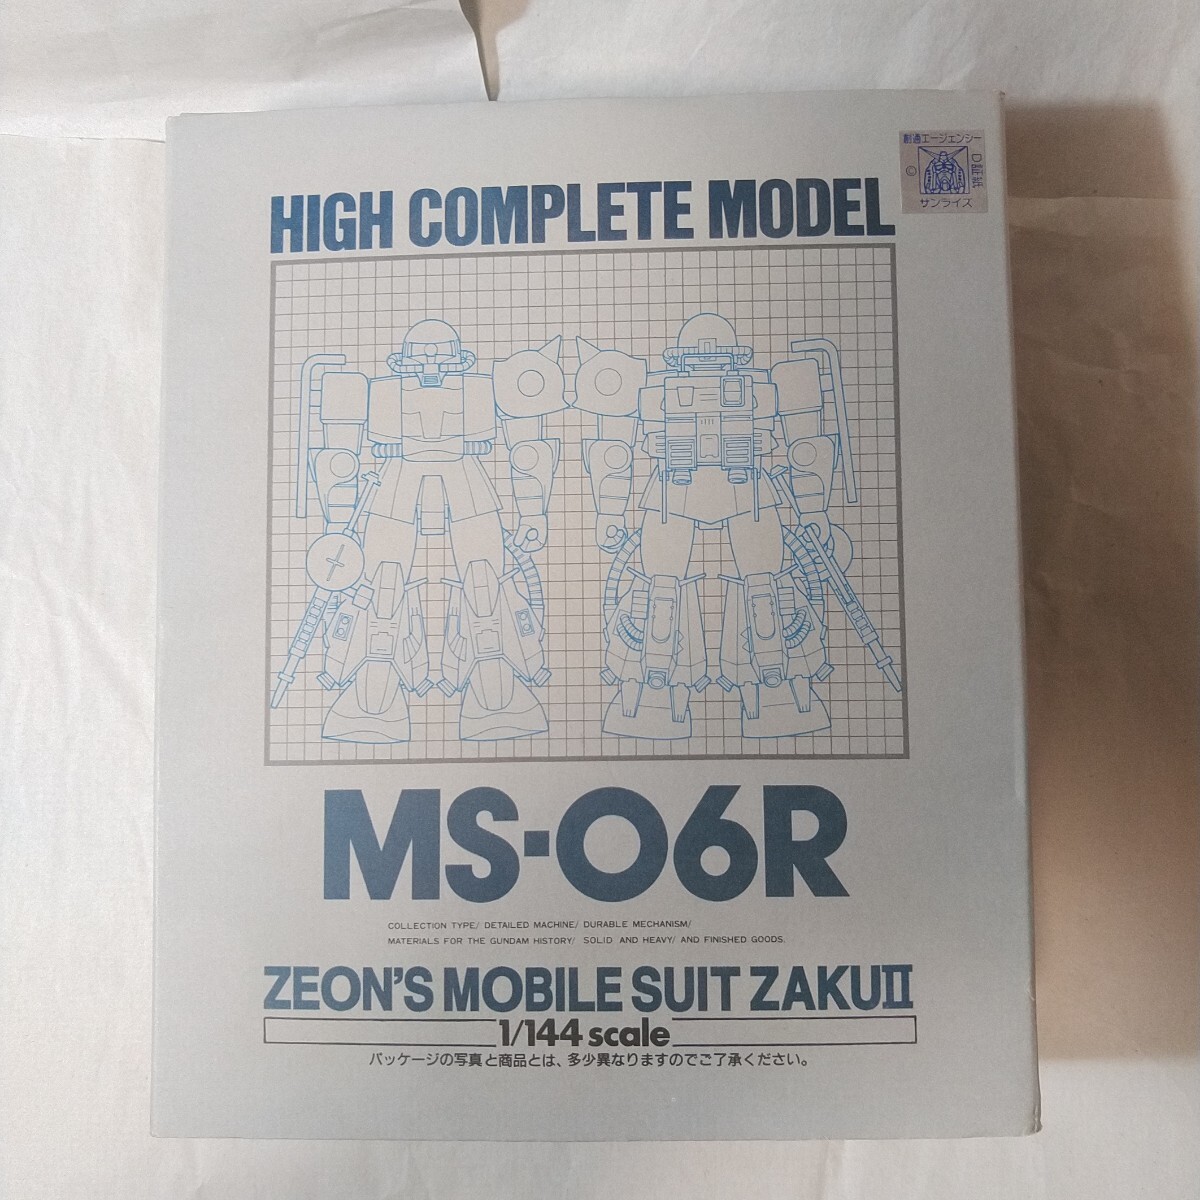 HIGH COMPLETE MODEL
創通エージェンシー
©
D証紙
サンライズ
MS-06R
COLLECTION TYPE/ DETAILED MACHINE/ DURABLE MECHANISM/
MATERIALS FOR THE GUNDAM HISTORY/ SOLID AND HEAVY/ AND FINISHED GOODS.
ZEON'S MOBILE SUIT ZAKUII
1/144 scale
パッケージの写真と商品とは、多少異なりますのでご了承ください。